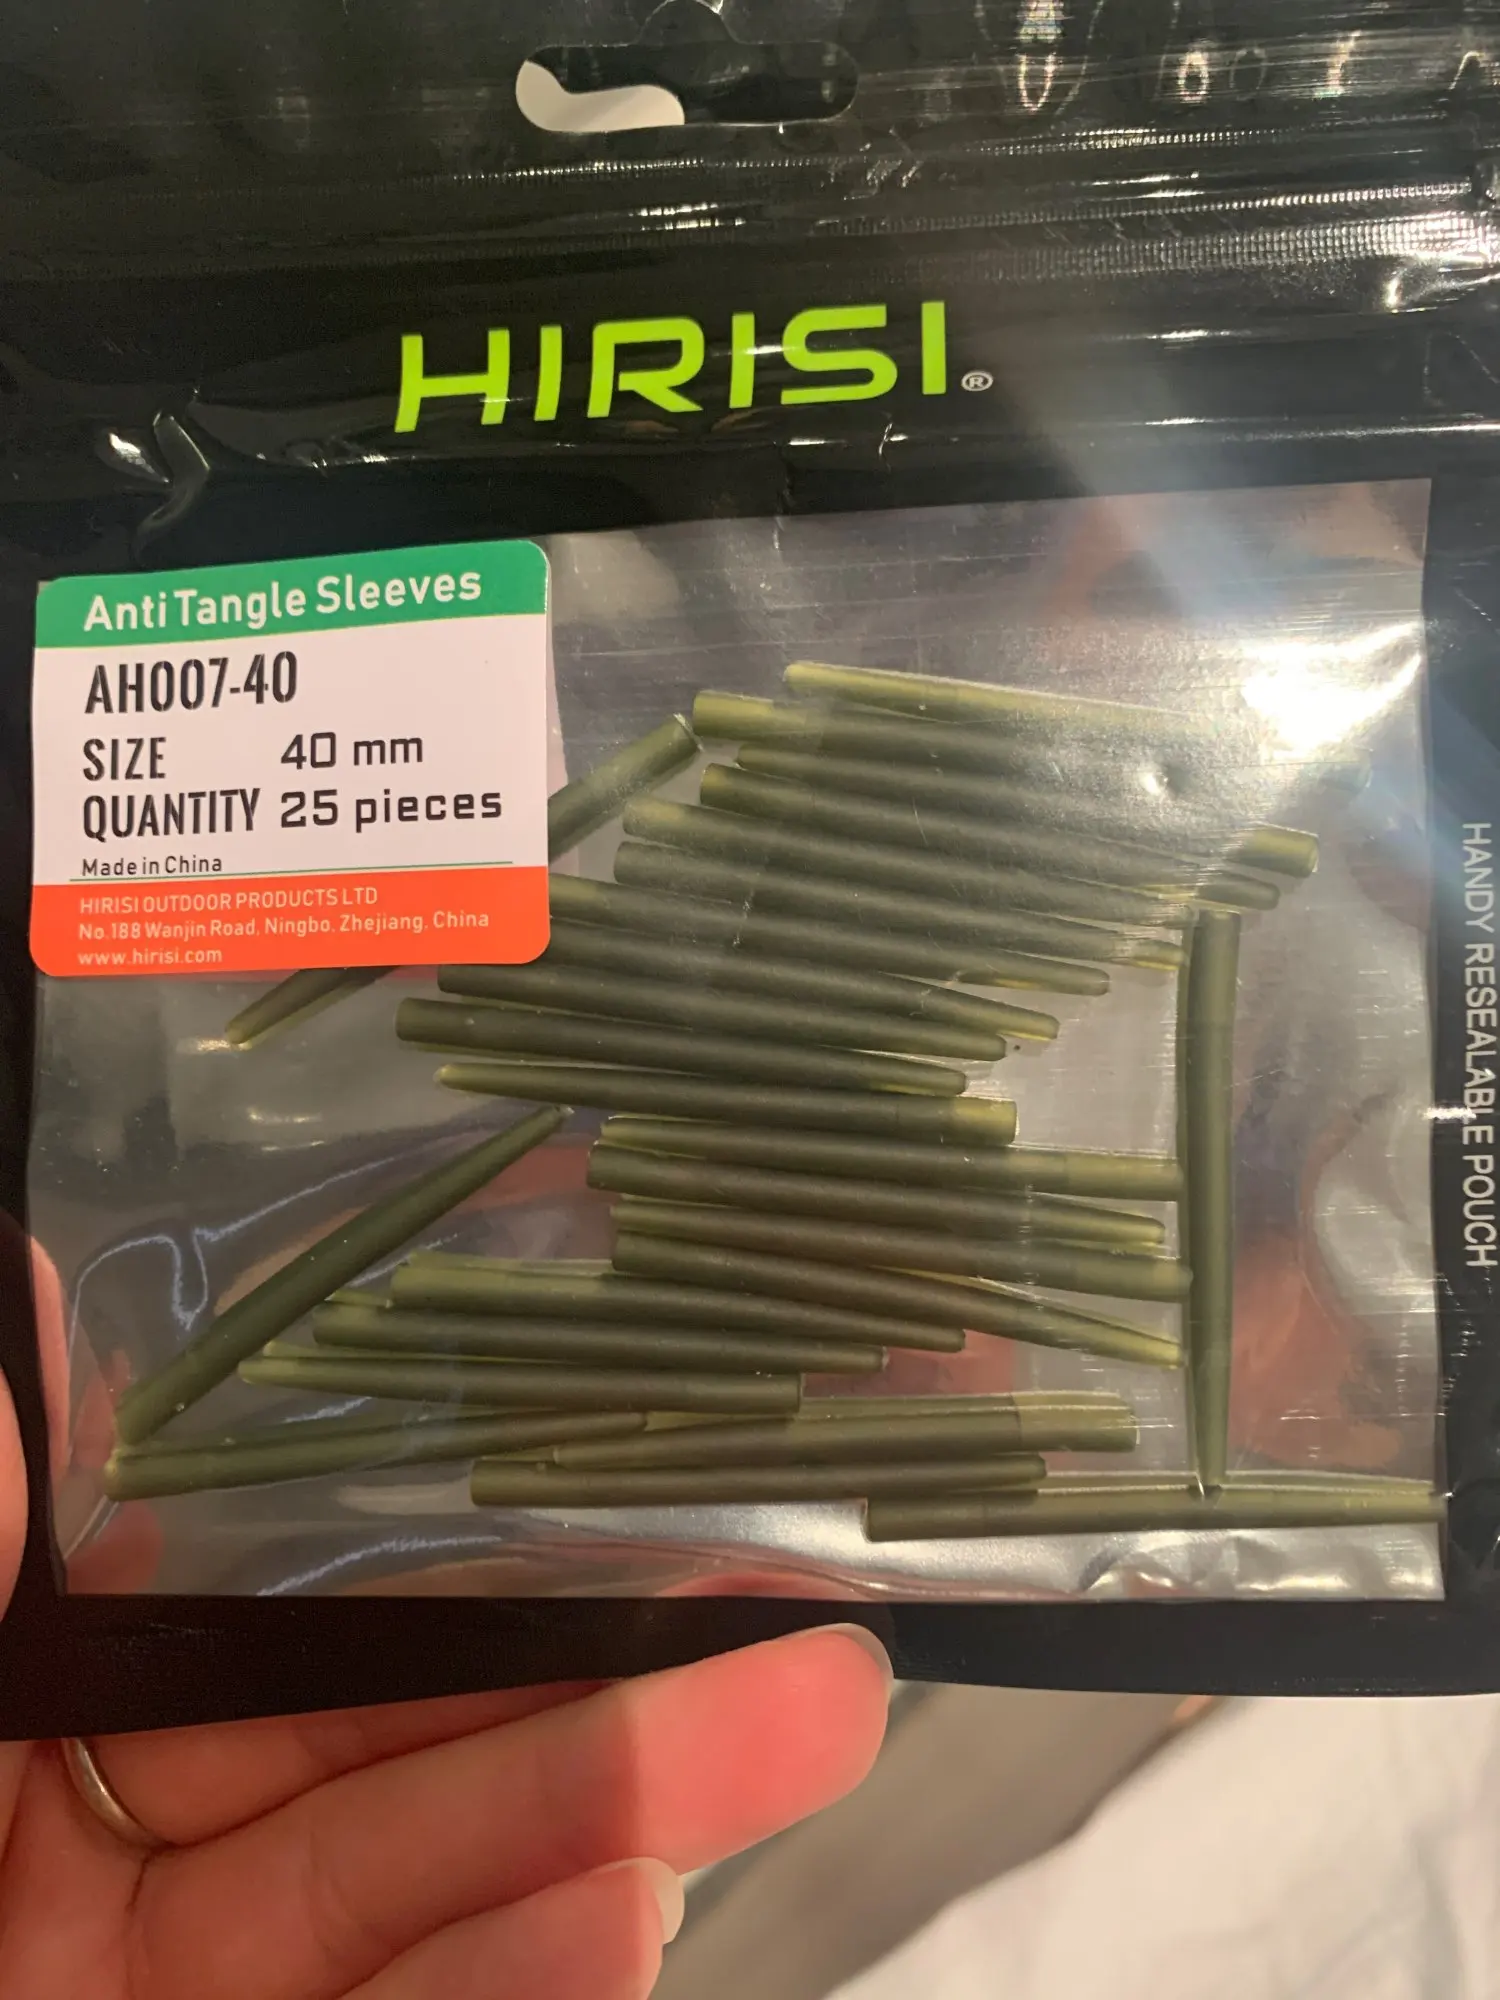 HIRISI®
Anti Tangle Sleeves
AH007-40
SIZE 40 mm
QUANTITY 25 pieces
Made in China
HIRISI OUTDOOR PRODUCTS LTD
No.188 Wanjin Road, Ningbo, Zhejiang, China
www.hirisi.com
HANDY RESEALABLE POUCH